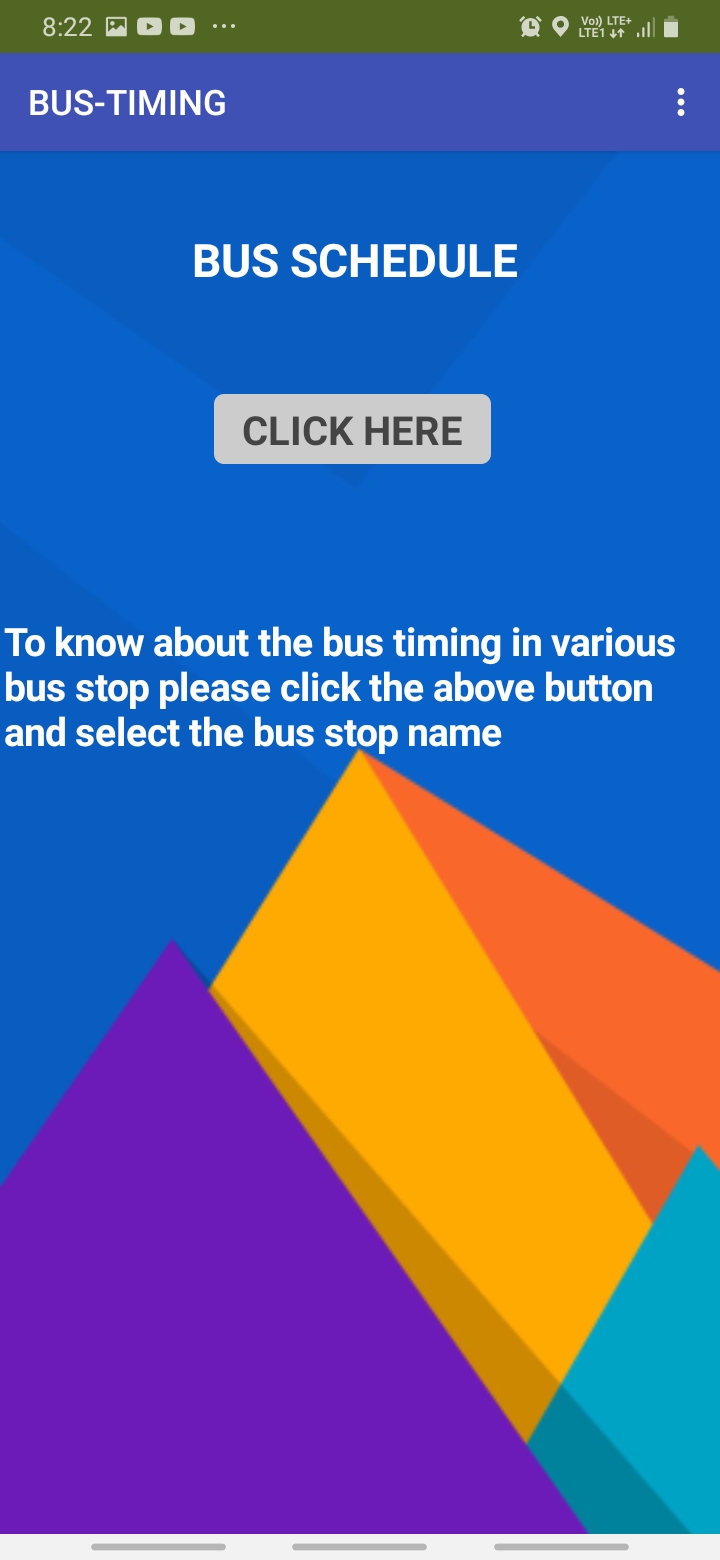 8:22
Vo)) LTE+
LTE1
BUS-TIMING
BUS SCHEDULE
CLICK HERE
To know about the bus timing in various
bus stop please click the above button
and select the bus stop name